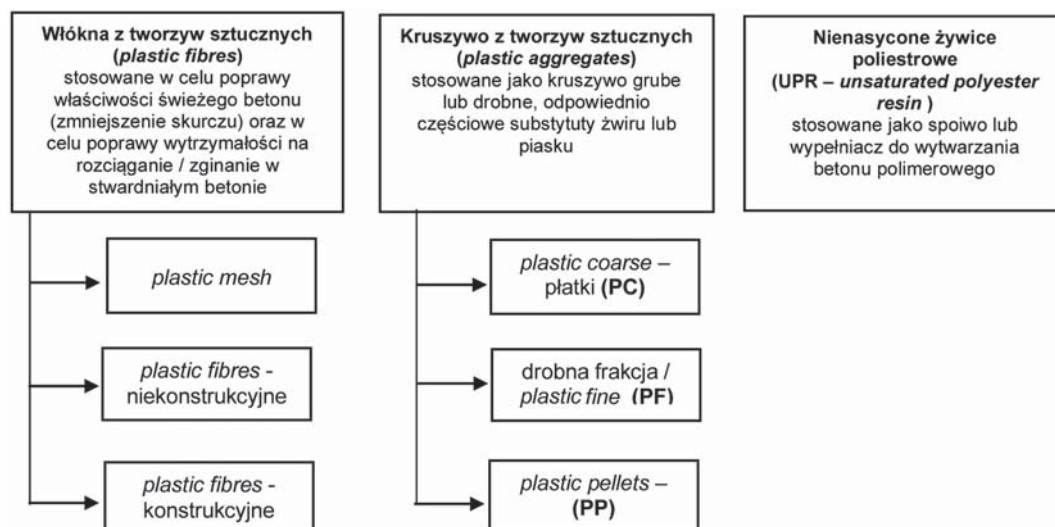 Włókna z tworzyw sztucznych
(plastic fibres)
stosowane w celu poprawy
właściwości świeżego betonu
(zmniejszenie skurczu) oraz w
celu poprawy wytrzymałości na
rozciąganie / zginanie w
stwardniałym betonie
plastic mesh
plastic fibres -
niekonstrukcyjne
plastic fibres -
konstrukcyjne
Kruszywo z tworzyw sztucznych
(plastic aggregates)
stosowane jako kruszywo grube
lub drobne, odpowiednio
częściowe substytuty żwiru lub
piasku
plastic coarse –
płatki (PC)
drobna frakcja /
plastic fine (PF)
plastic pellets –
(PP)
Nienasycone żywice
poliestrowe
(UPR – unsaturated polyester
resin )
stosowane jako spoiwo lub
wypełniacz do wytwarzania
betonu polimerowego